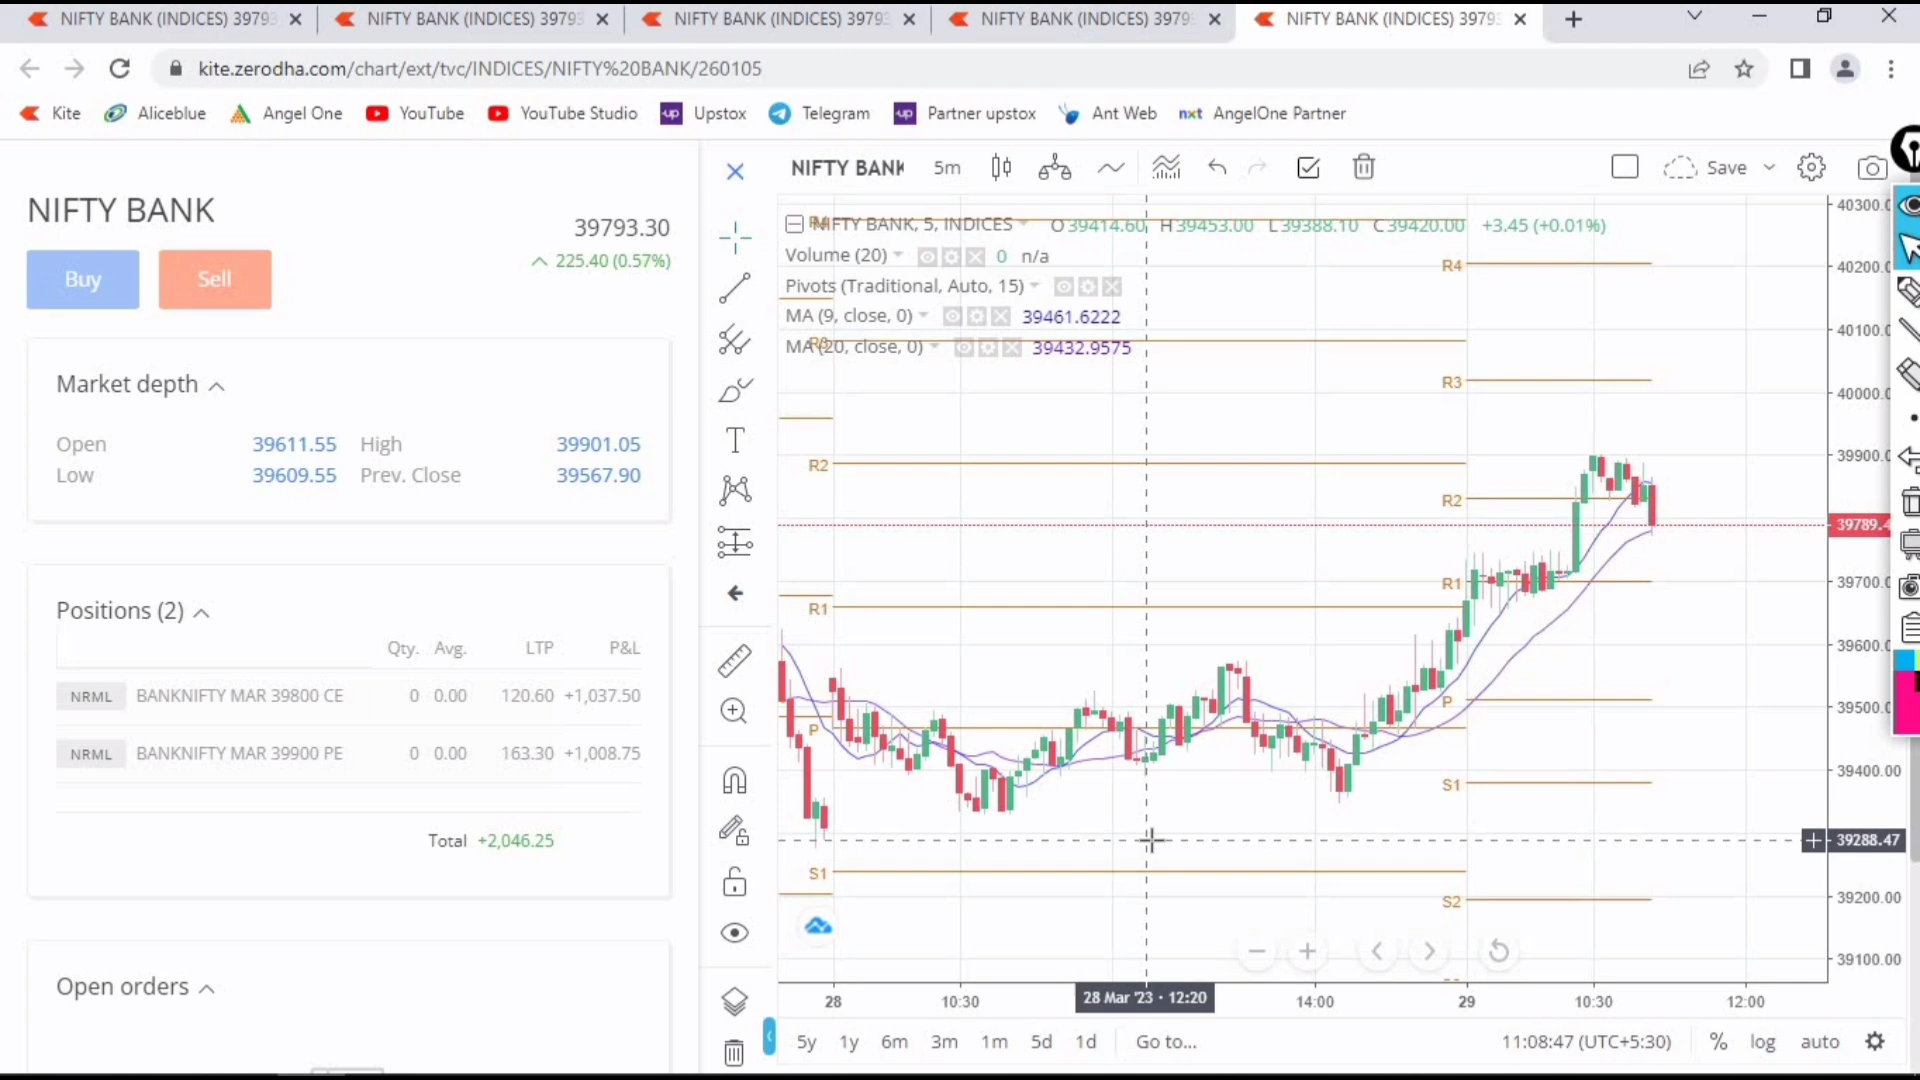 NIFTY BANK (INDICES) 3979
NIFTY BANK (INDICES) 3979
NIFTY BANK (INDICES) 3979
NIFTY BANK (INDICES) 3979
NIFTY BANK (INDICES) 3979
kite.zerodha.com/chart/ext/tvc/INDICES/NIFTY%20BANK/260105
Kite
Aliceblue
Angel One
YouTube
YouTube Studio
up
Upstox
Telegram
up
Partner upstox
Ant Web
nxt
AngelOne Partner
NIFTY BANK
39793.30
225.40 (0.57%)
Buy
Sell
Market depth
Open 39611.55 High 39901.05
Low 39609.55 Prev. Close 39567.90
Positions (2)
Qty. Avg. LTP P&L
NRML BANKNIFTY MAR 39800 CE 0 0.00 120.60 +1,037.50
NRML BANKNIFTY MAR 39900 PE 0 0.00 163.30 +1,008.75
Total +2,046.25
Open orders
NIFTY BANK
5m
Save
NIFTY BANK, 5, INDICES O39414.60 H39453.00 L39388.10 C39420.00 +3.45 (+0.01%)
Volume (20) 0 n/a
Pivots (Traditional, Auto, 15)
MA (9, close, 0) 39461.6222
MA (20, close, 0) 39432.9575
R4
R3
R2
R1
P
S1
R4
R3
R2
R1
P
S1
S2
40300.0
40200.0
40100.0
40000.0
39900.0
39789.4
39700.0
39600.0
39500.0
39400.00
39288.47
39200.00
39100.00
28
10:30
28 Mar '23 · 12:20
14:00
29
10:30
12:00
5y 1y 6m 3m 1m 5d 1d Go to...
11:08:47 (UTC+5:30) % log auto